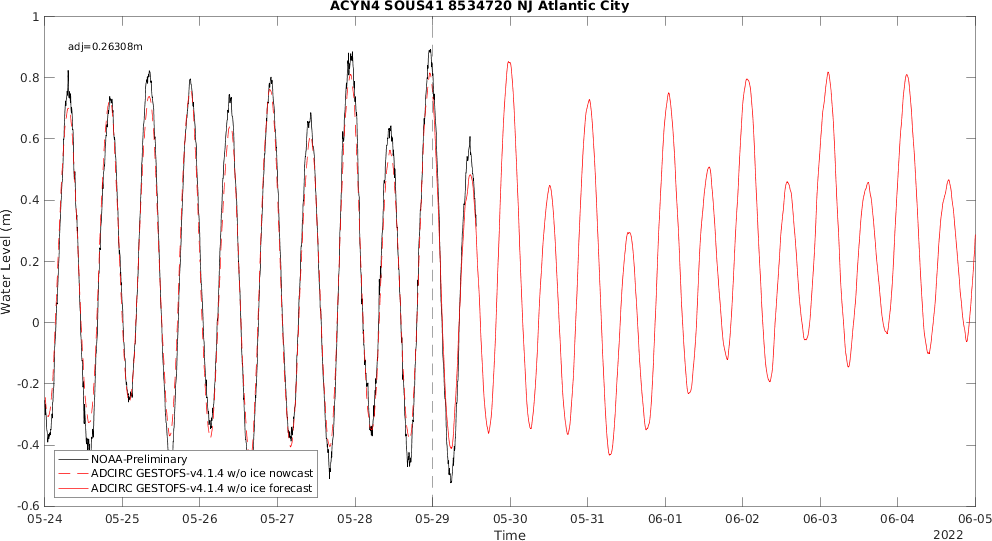 ACYN4 SOUS41 8534720 NJ Atlantic City
adj=0.26308m
Water Level (m)
1
0.8
0.6
0.4
0.2
0
-0.2
-0.4
-0.6
NOAA-Preliminary
ADCIRC GESTOFS-v4.1.4 w/o ice nowcast
ADCIRC GESTOFS-v4.1.4 w/o ice forecast
05-24 05-25 05-26 05-27 05-28 05-29 05-30 05-31 06-01 06-02 06-03 06-04 06-05
Time
2022